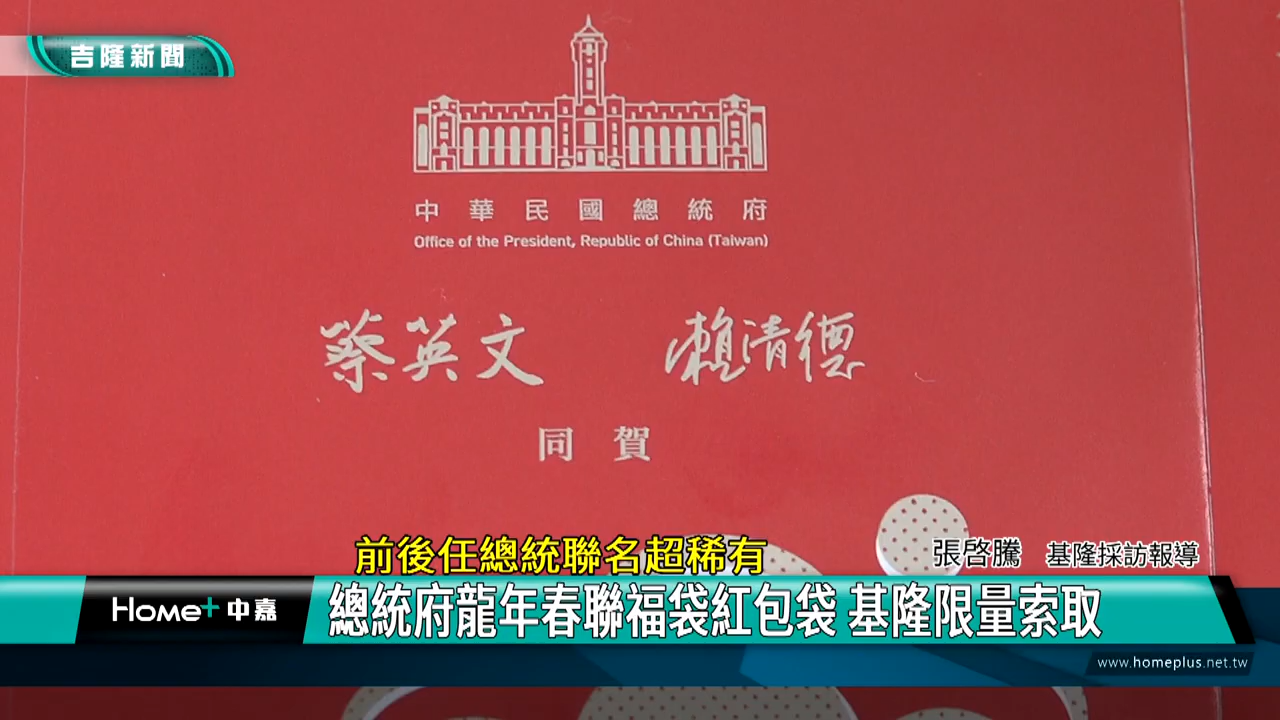 吉隆新聞
中華民國總統府
Office of the President, Republic of China (Taiwan)
蔡英文 賴清德
同賀
前後任總統聯名超稀有
張啓騰 基隆採訪報導
Home+ 中嘉
總統府龍年春聯福袋紅包袋 基隆限量索取
www.homeplus.net.tw